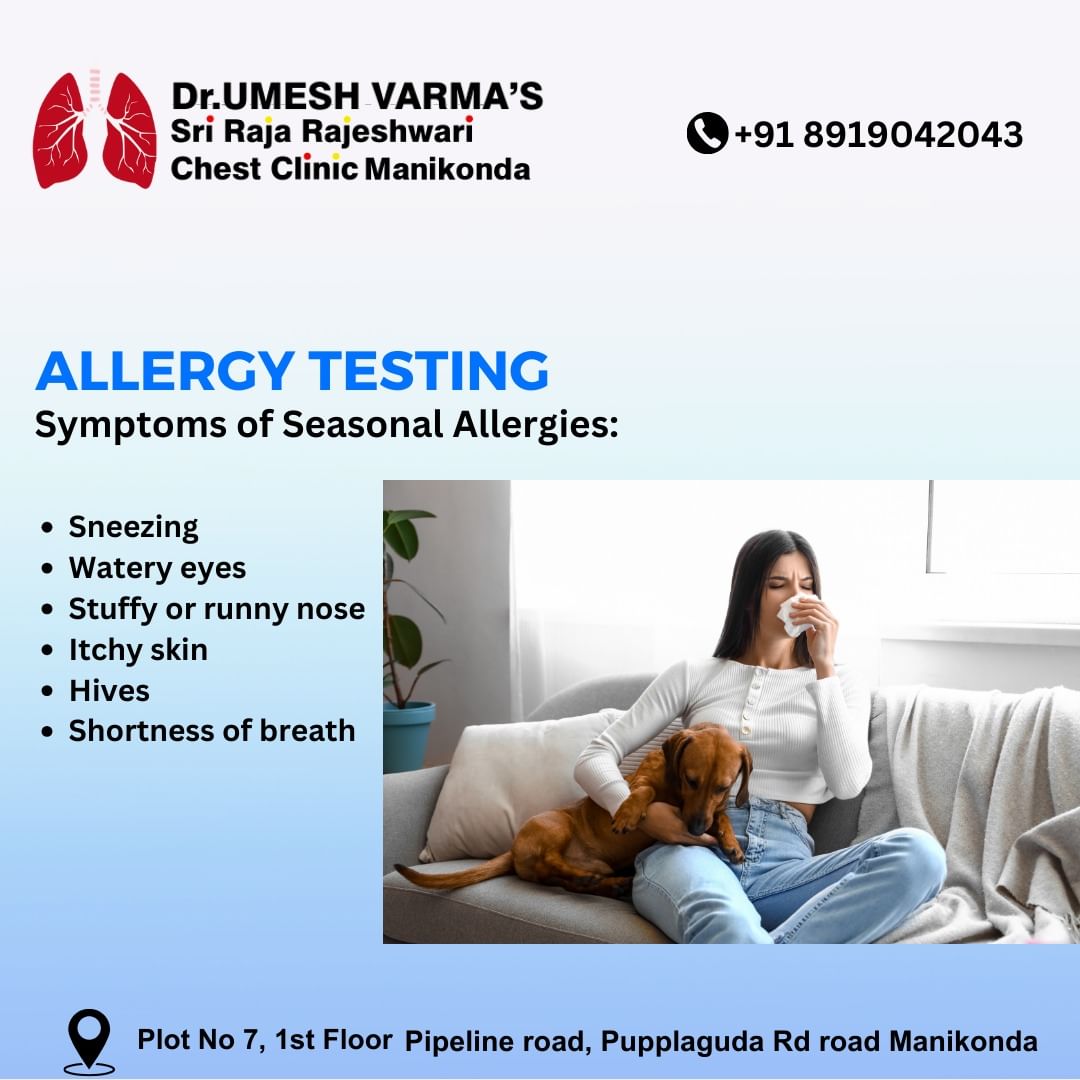 Dr.UMESH VARMA'S
Sri Raja Rajeshwari
Chest Clinic Manikonda
+91 8919042043
ALLERGY TESTING
Symptoms of Seasonal Allergies:
• Sneezing
• Watery eyes
• Stuffy or runny nose
• Itchy skin
• Hives
• Shortness of breath
Plot No 7, 1st Floor Pipeline road, Pupplaguda Rd road Manikonda